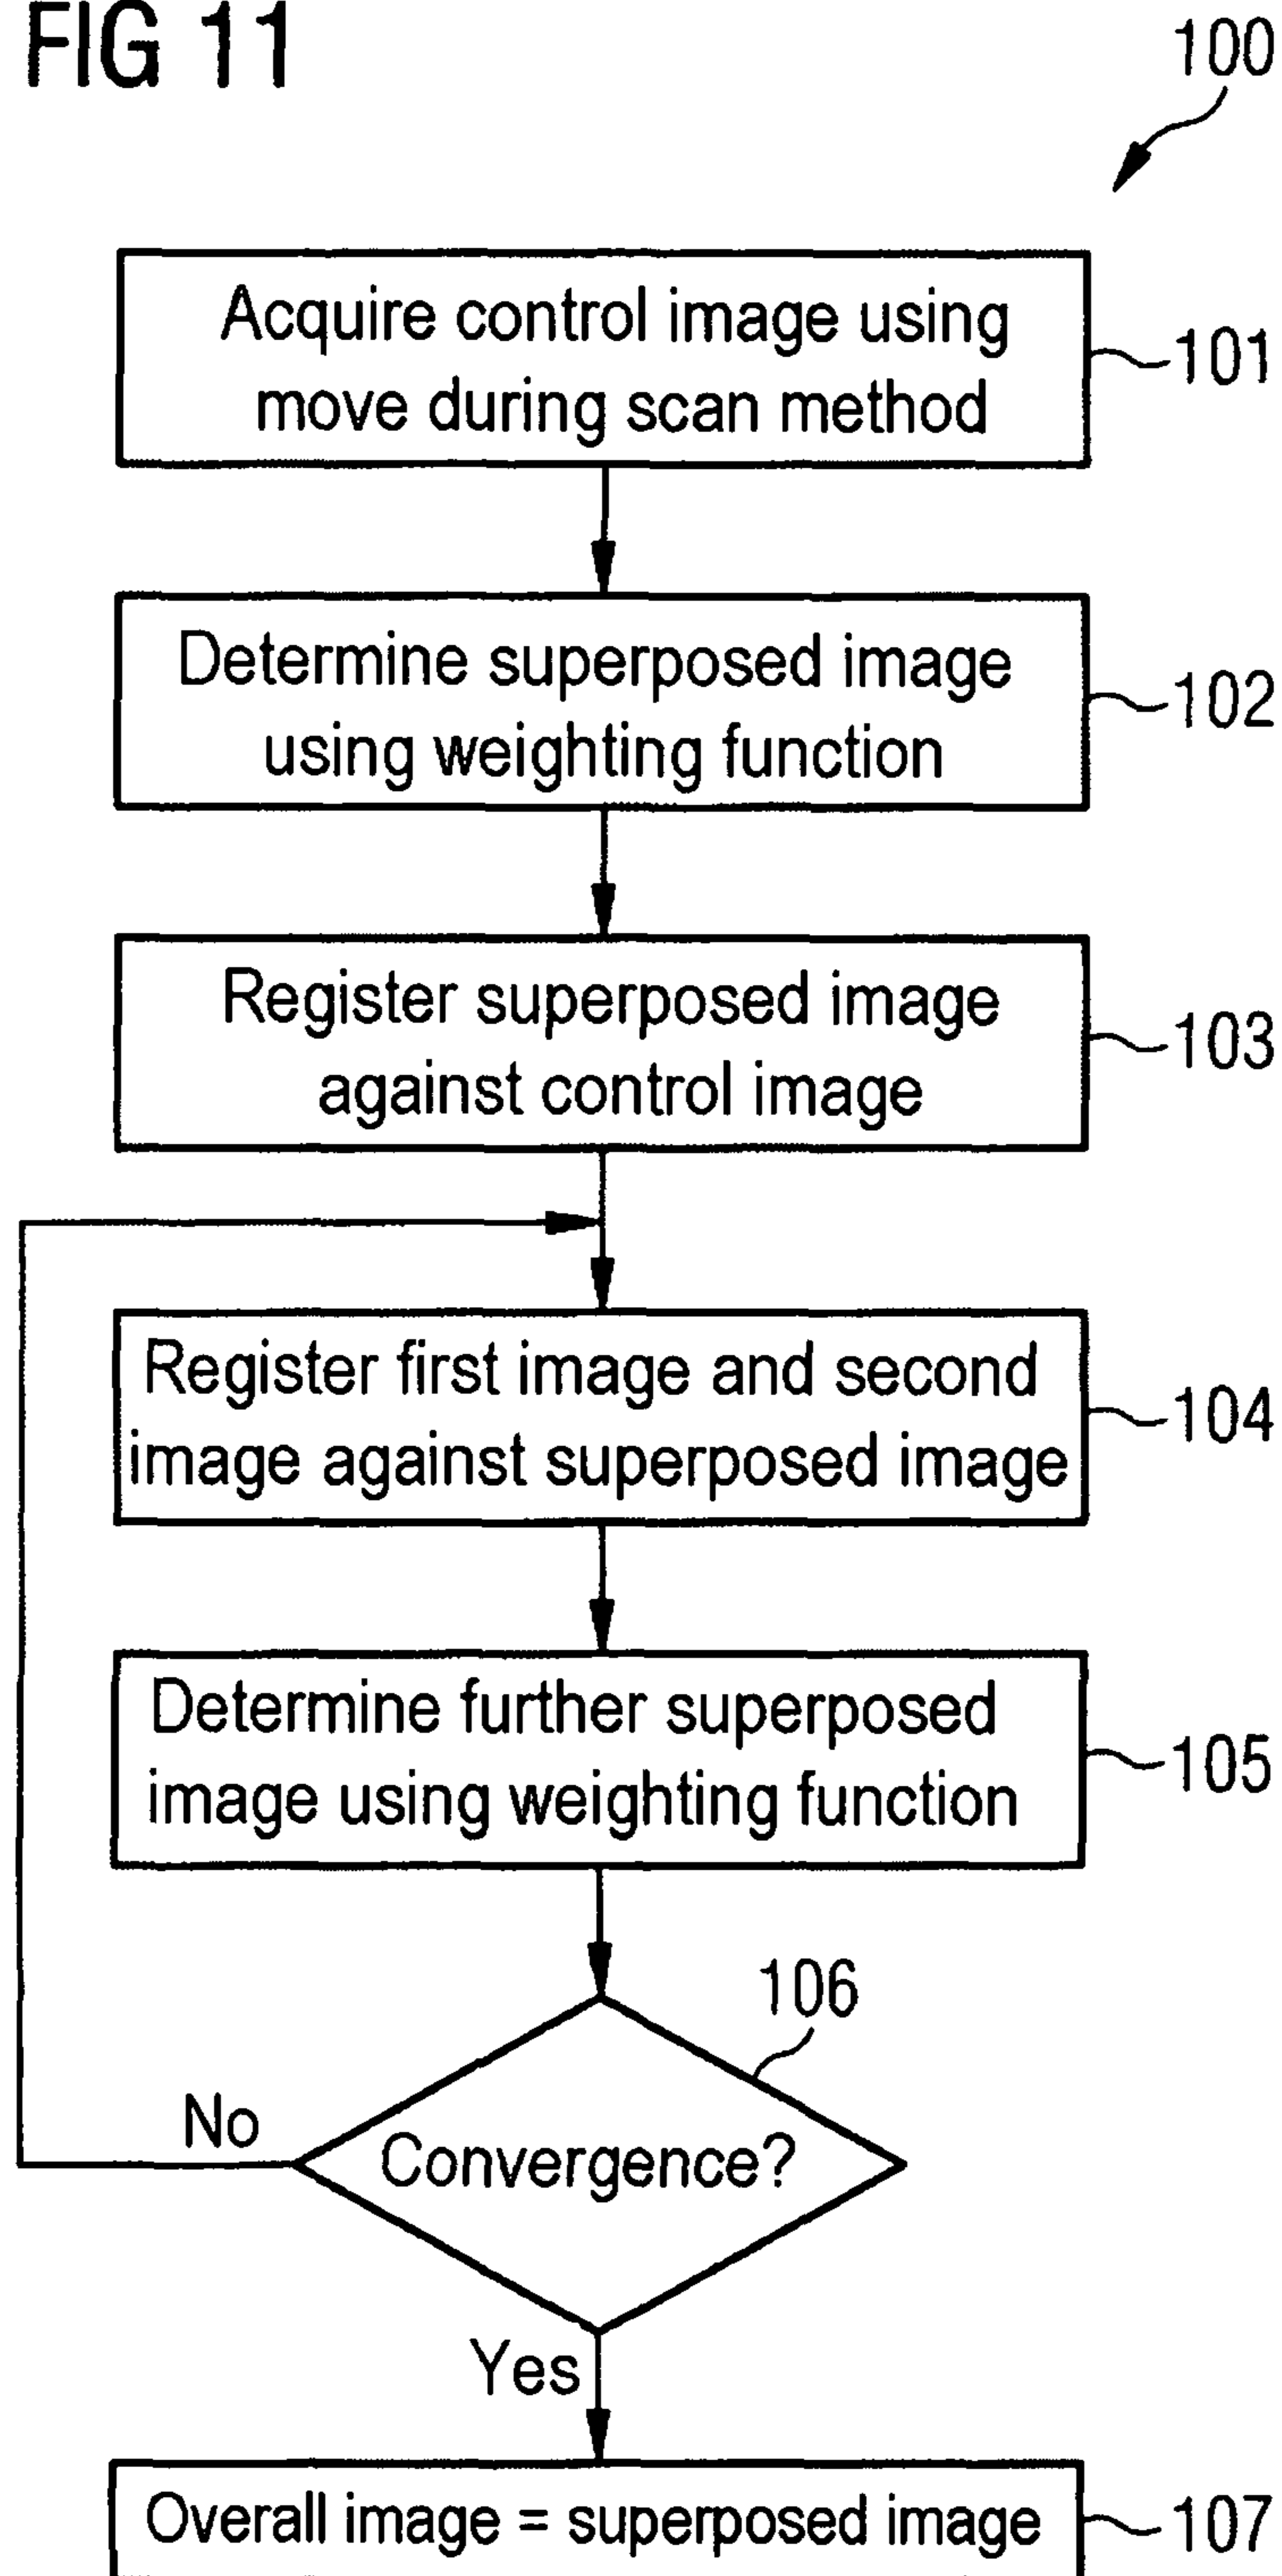 FIG 11
100
Acquire control image using
move during scan method
101
Determine superposed image
using weighting function
102
Register superposed image
against control image
103
Register first image and second
image against superposed image
104
Determine further superposed
image using weighting function
105
106
Convergence?
No
Yes
Overall image = superposed image
107